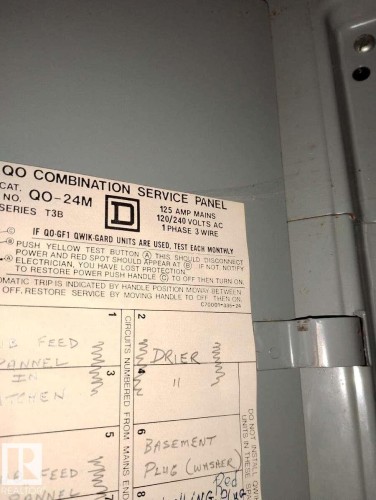 QO COMBINATION SERVICE PANEL
CAT.
NO. QO-24M
SERIES T3B
D
125 AMP MAINS
120/240 VOLTS AC
1 PHASE 3 WIRE
IF QO-GFI QWIK-GARD UNITS ARE USED, TEST EACH MONTHLY
PUSH YELLOW TEST BUTTON A THIS SHOULD DISCONNECT
POWER AND RED SPOT SHOULD APPEAR AT B IF NOT, NOTIFY
ELECTRICIAN, YOU HAVE LOST PROTECTION.
TO RESTORE POWER PUSH HANDLE C TO OFF THEN TURN ON.
OMATIC TRIP IS INDICATED BY HANDLE POSITION MIDWAY BETWEEN
OFF. RESTORE SERVICE BY MOVING HANDLE TO OFF THEN ON.
1
FEED
PANNEL
3
IN
ITCHEN
5
FEED
PANNEL
7
CIRCUITS NUMBERED FROM MAINS END
2
DRIER
4
"
6
BASEMENT
PLUG (WASHER)
8
Red
Plug
DO NOT INSTALL
UNITS IN THESE
R